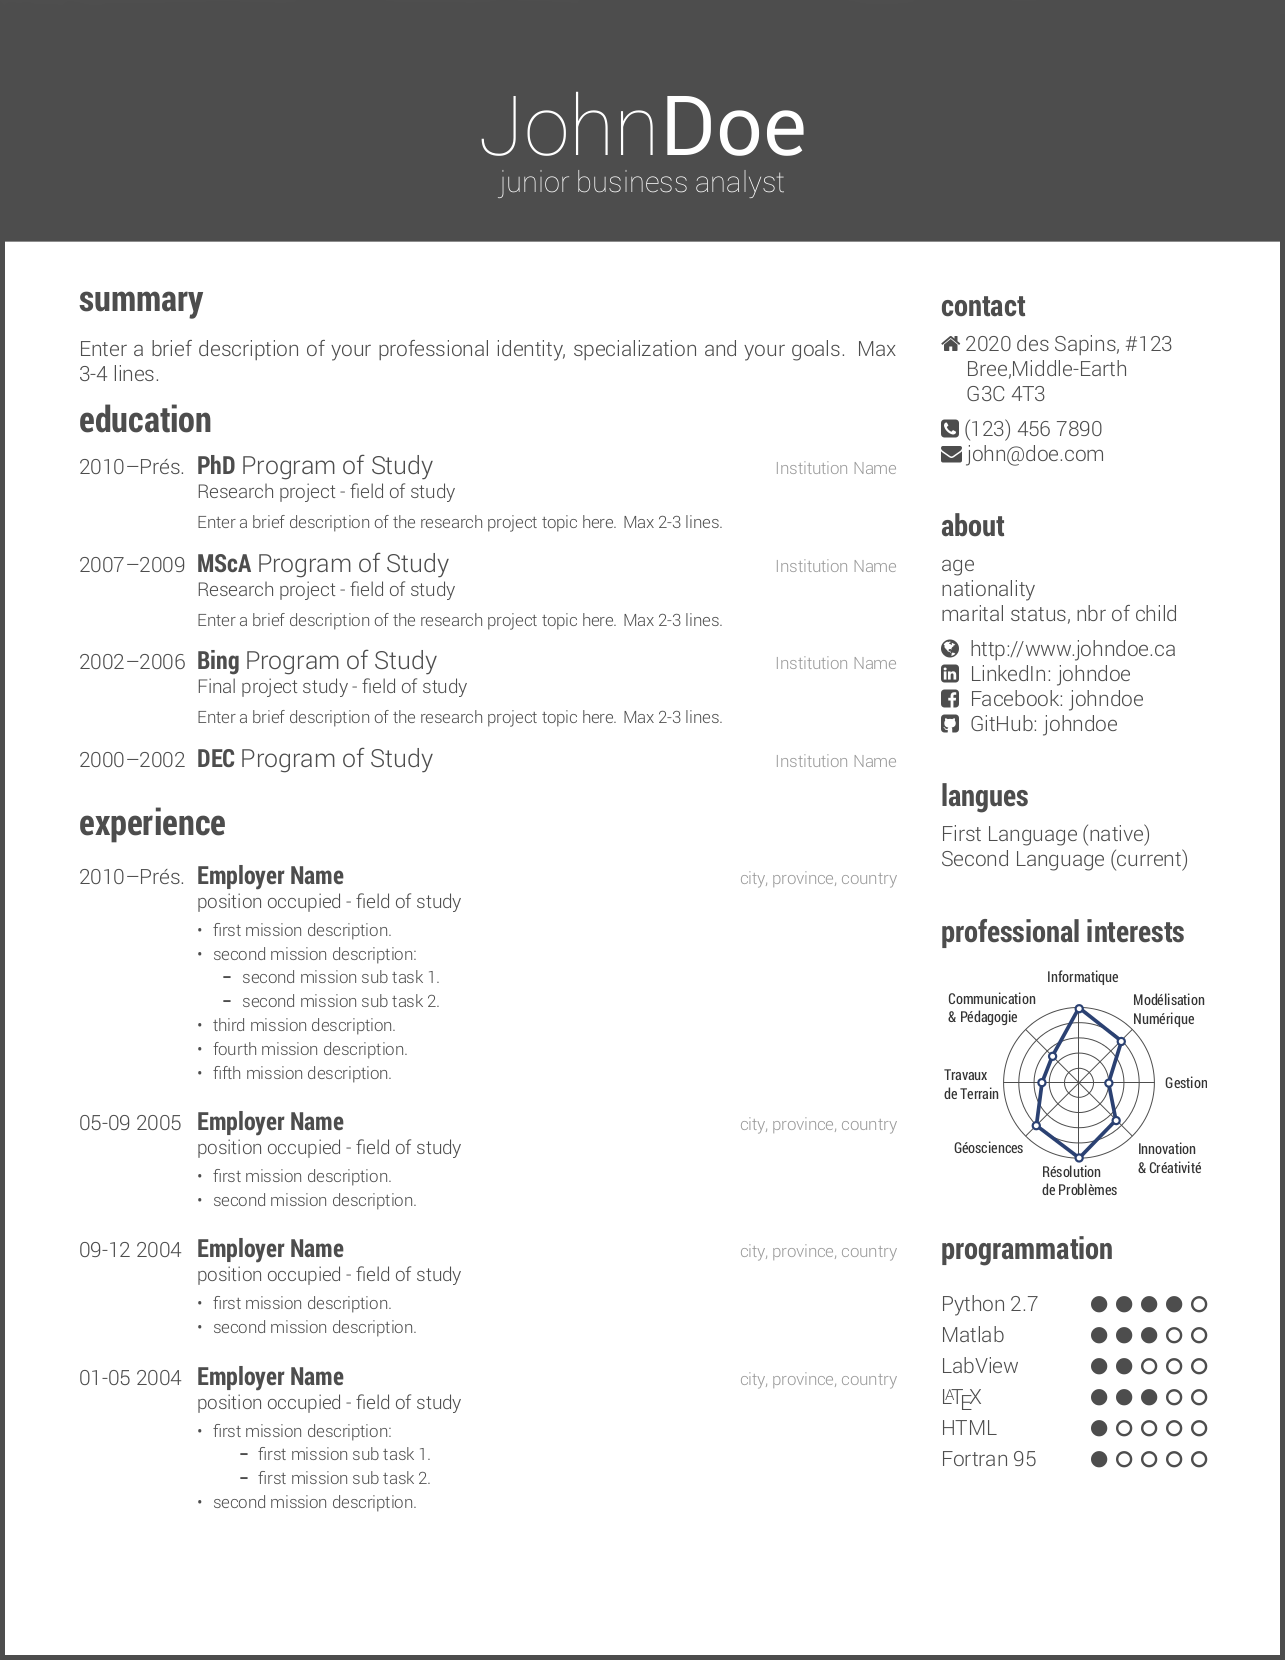 JohnDoe
junior business analyst
summary
Enter a brief description of your professional identity, specialization and your goals. Max
3-4 lines.
education
2010–Prés. PhD Program of Study Institution Name
Research project - field of study
Enter a brief description of the research project topic here. Max 2-3 lines.
2007–2009 MScA Program of Study Institution Name
Research project - field of study
Enter a brief description of the research project topic here. Max 2-3 lines.
2002–2006 Bing Program of Study Institution Name
Final project study - field of study
Enter a brief description of the research project topic here. Max 2-3 lines.
2000–2002 DEC Program of Study Institution Name
experience
2010–Prés. Employer Name city, province, country
position occupied - field of study
• first mission description.
• second mission description:
– second mission sub task 1.
– second mission sub task 2.
• third mission description.
• fourth mission description.
• fifth mission description.
05-09 2005 Employer Name city, province, country
position occupied - field of study
• first mission description.
• second mission description.
09-12 2004 Employer Name city, province, country
position occupied - field of study
• first mission description.
• second mission description.
01-05 2004 Employer Name city, province, country
position occupied - field of study
• first mission description:
– first mission sub task 1.
– first mission sub task 2.
• second mission description.
contact
2020 des Sapins, #123
Bree,Middle-Earth
G3C 4T3
(123) 456 7890
john@doe.com
about
age
nationality
marital status, nbr of child
http://www.johndoe.ca
LinkedIn: johndoe
Facebook: johndoe
GitHub: johndoe
langues
First Language (native)
Second Language (current)
professional interests
Informatique
Communication
& Pédagogie
Modélisation
Numérique
Travaux
de Terrain
Gestion
Géosciences
Innovation
& Créativité
Résolution
de Problèmes
programmation
Python 2.7
Matlab
LabView
LATEX
HTML
Fortran 95